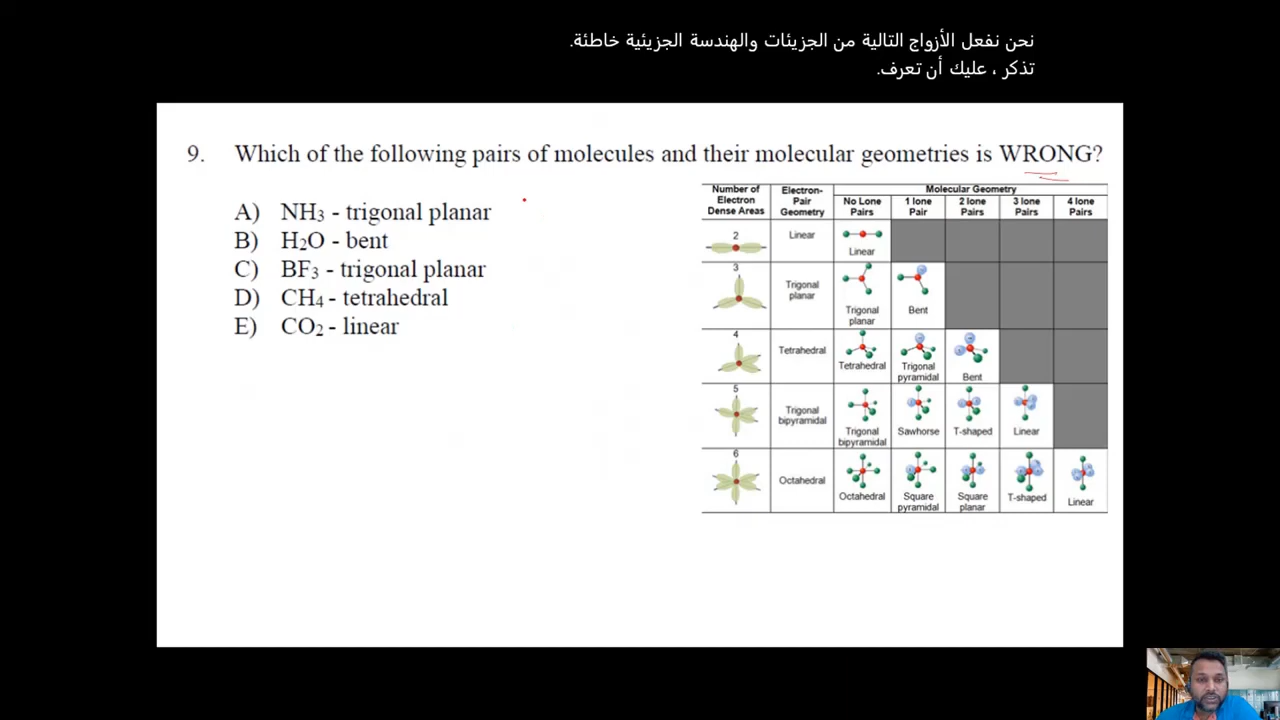 نحن نفعل الأزواج التالية من الجزيئات والهندسة الجزيئية خاطئة.
تذكر ، عليك أن تعرف.
9. Which of the following pairs of molecules and their molecular geometries is WRONG?
A) NH3 - trigonal planar
B) H2O - bent
C) BF3 - trigonal planar
D) CH4 - tetrahedral
E) CO2 - linear
Number of Electron Dense Areas
Electron-Pair Geometry
Molecular Geometry
No Lone Pairs
1 lone Pair
2 lone Pairs
3 lone Pairs
4 lone Pairs
2
Linear
Linear
3
Trigonal planar
Trigonal planar
Bent
4
Tetrahedral
Tetrahedral
Trigonal pyramidal
Bent
5
Trigonal bipyramidal
Trigonal bipyramidal
Sawhorse
T-shaped
Linear
6
Octahedral
Octahedral
Square pyramidal
Square planar
T-shaped
Linear